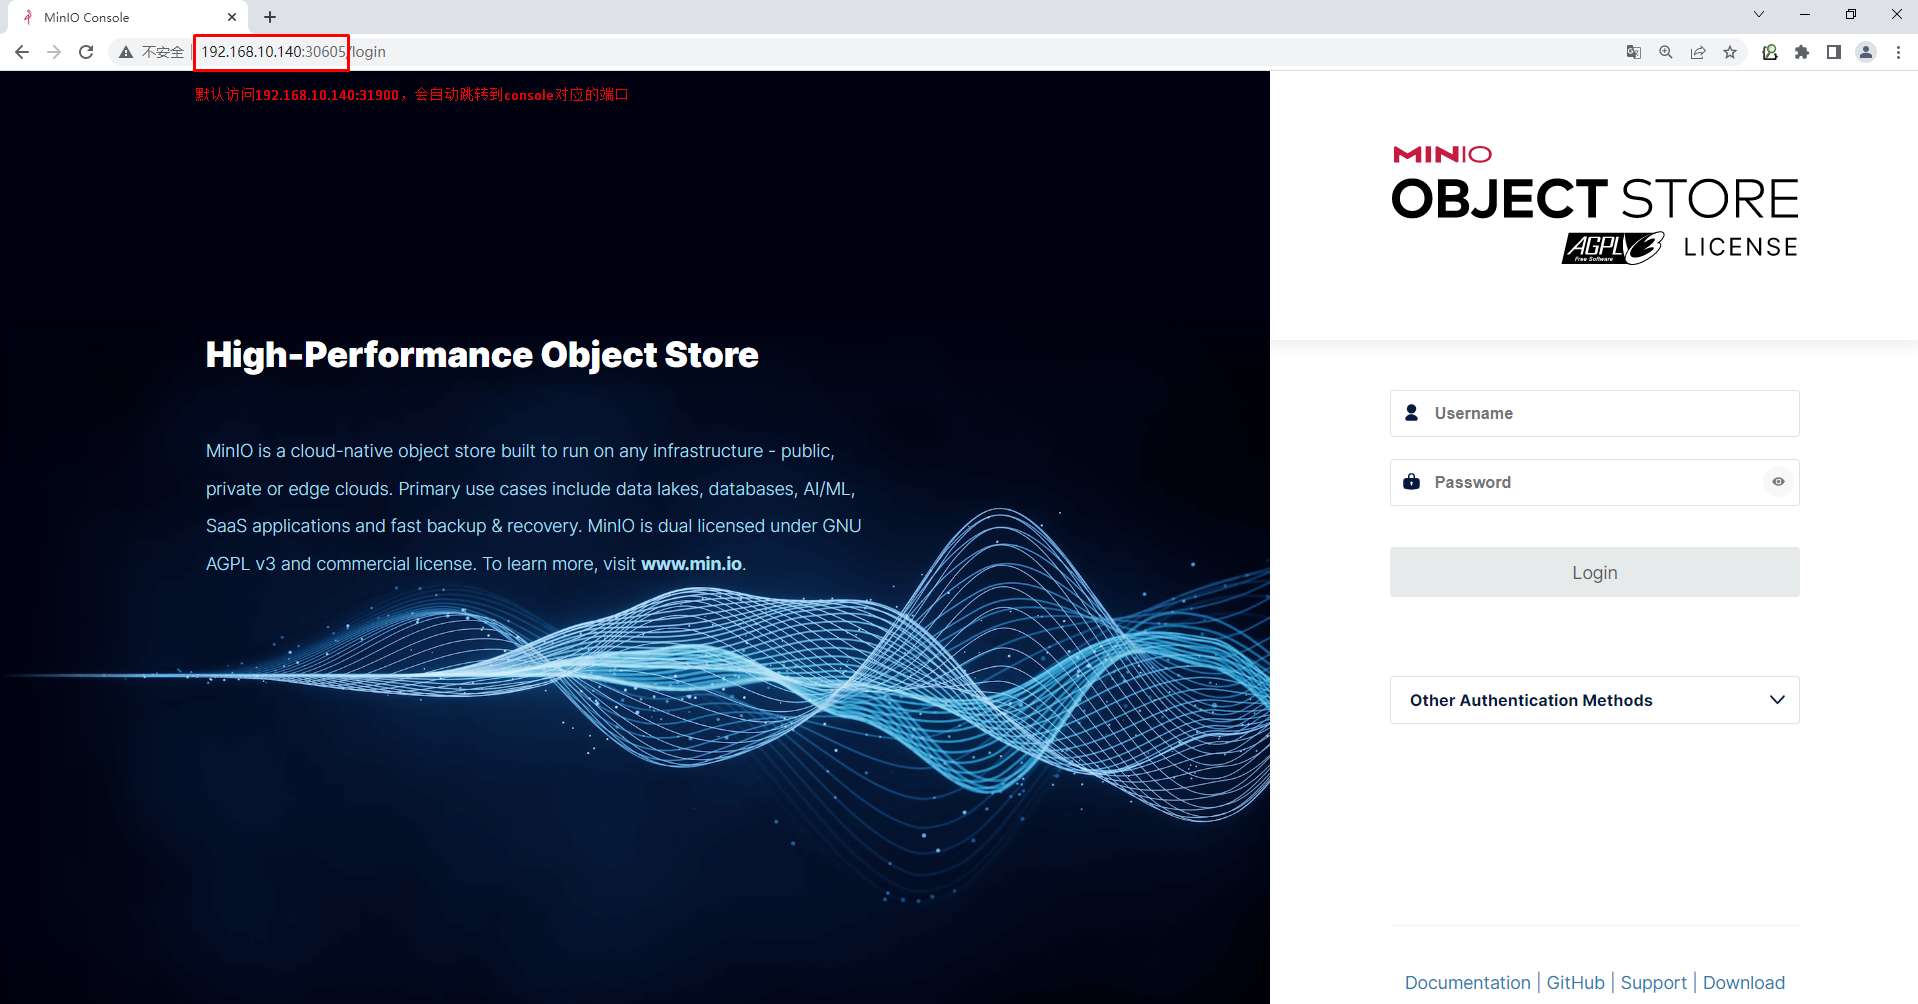 MinIO Console
不安全
192.168.10.140:30605/login
默认访问192.168.10.140:31900，会自动跳转到console对应的端口
MINIO
OBJECT STORE
AGPL 3
Free Software
LICENSE
High-Performance Object Store
MinIO is a cloud-native object store built to run on any infrastructure - public,
private or edge clouds. Primary use cases include data lakes, databases, AI/ML,
SaaS applications and fast backup & recovery. MinIO is dual licensed under GNU
AGPL v3 and commercial license. To learn more, visit www.min.io.
Username
Password
Login
Other Authentication Methods
Documentation | GitHub | Support | Download